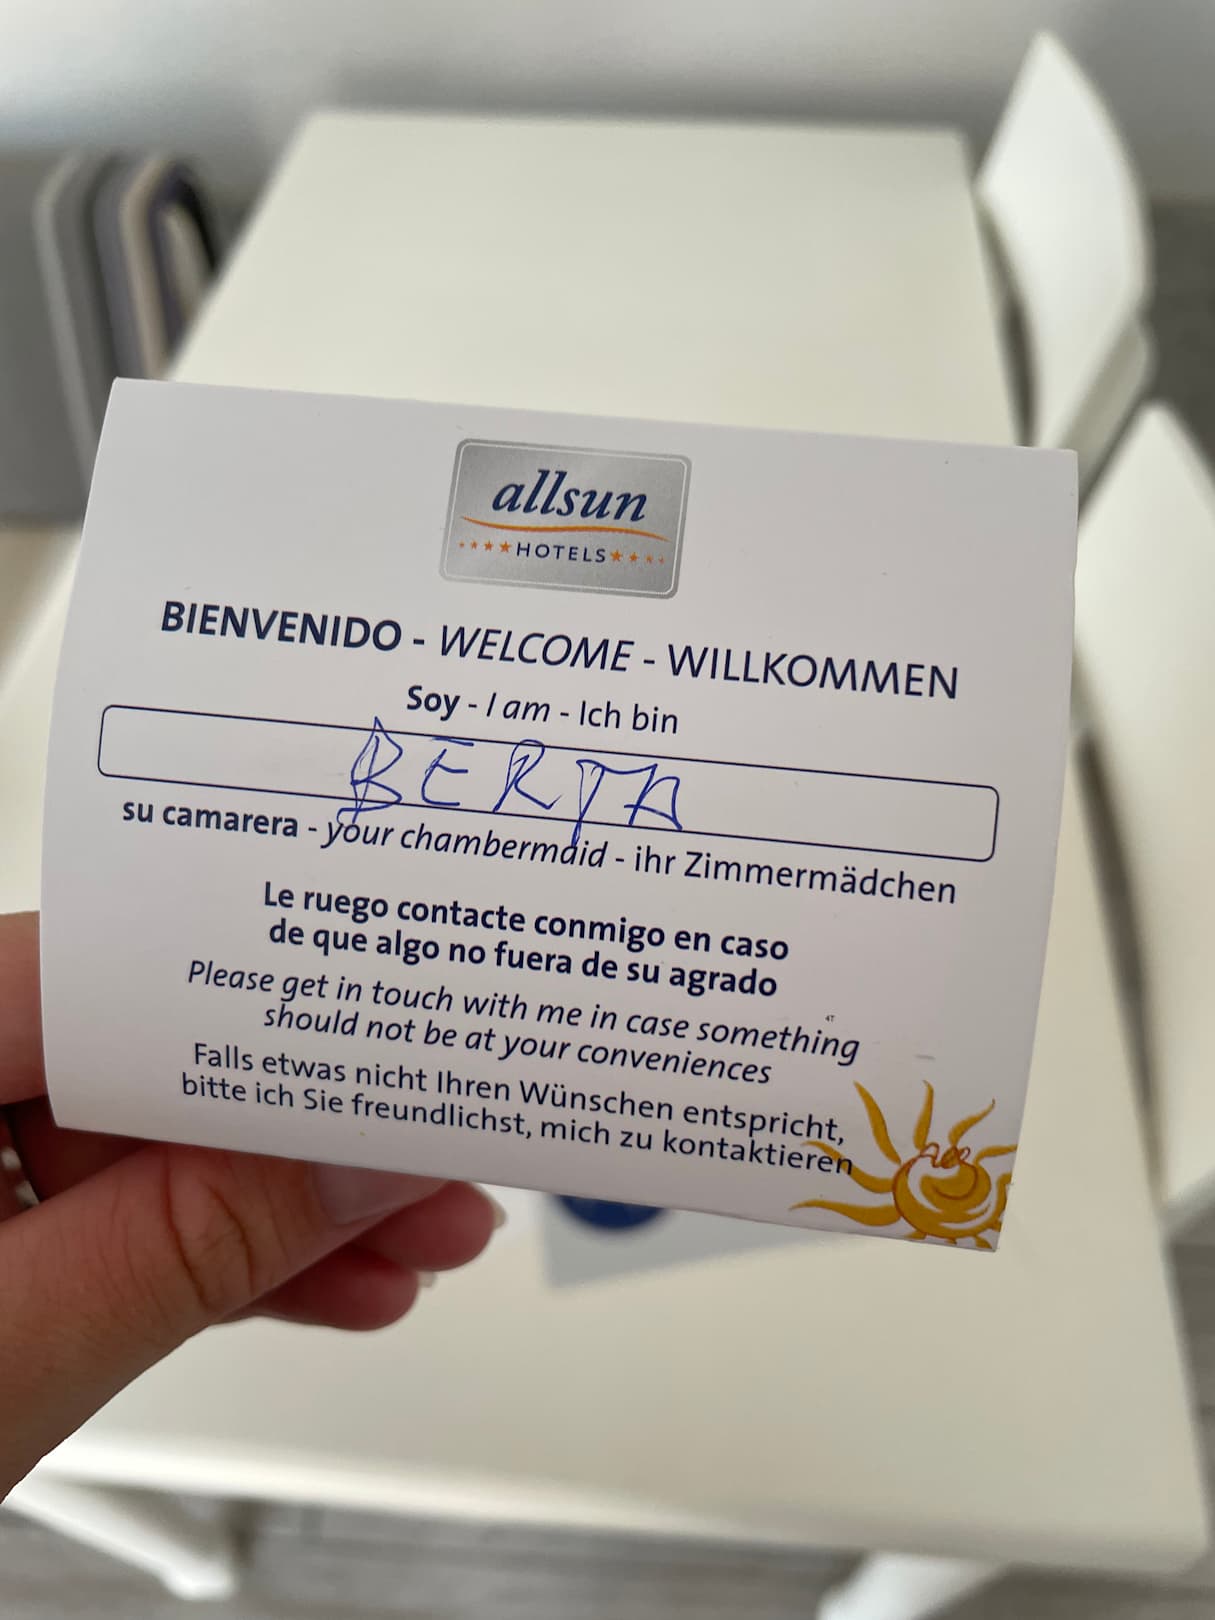 allsun
★★★★HOTELS★★★★
BIENVENIDO - WELCOME - WILLKOMMEN
Soy - I am - Ich bin
BERTA
su camarera - your chambermaid - ihr Zimmermädchen
Le ruego contacte conmigo en caso
de que algo no fuera de su agrado
Please get in touch with me in case something
should not be at your conveniences
Falls etwas nicht Ihren Wünschen entspricht,
bitte ich Sie freundlichst, mich zu kontaktieren